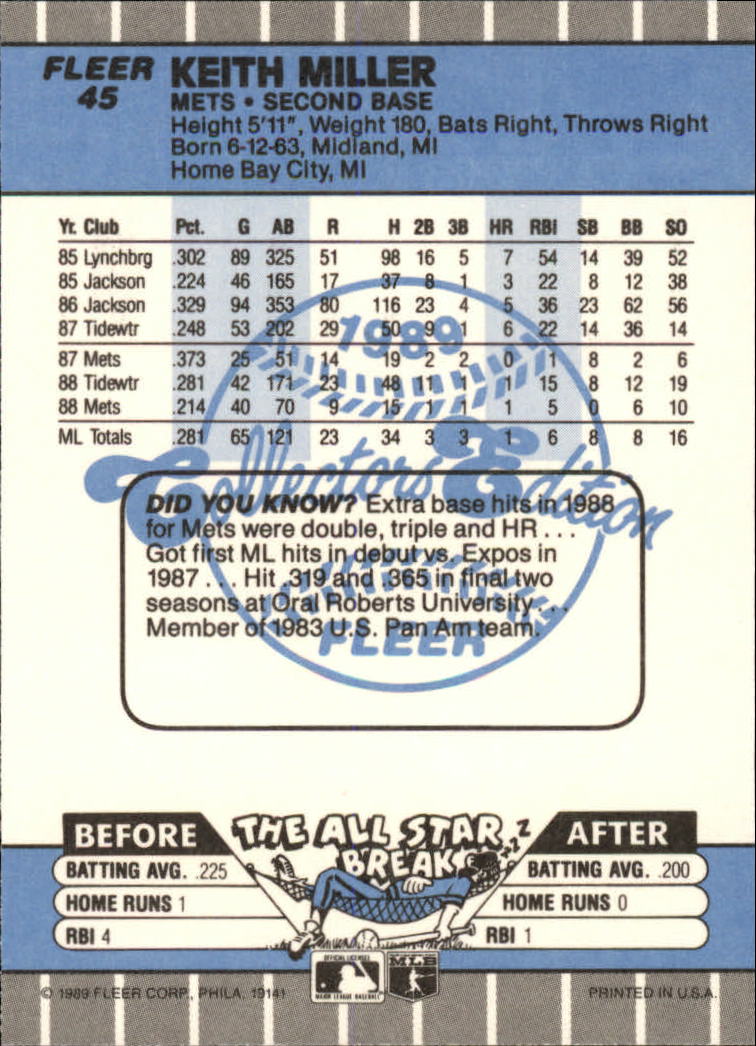 FLEER KEITH MILLER
45 METS • SECOND BASE
Height 5'11", Weight 180, Bats Right, Throws Right
Born 6-12-63, Midland, MI
Home Bay City, MI
Yr. Club Pct. G AB R H 2B 3B HR RBI SB BB SO
85 Lynchbrg .302 89 325 51 98 16 5 7 54 14 39 52
85 Jackson .224 46 165 17 37 8 1 3 22 8 12 38
86 Jackson .329 94 353 80 116 23 4 5 36 23 62 56
87 Tidewtr .248 53 202 29 50 9 1 6 22 14 36 14
87 Mets .373 25 51 14 19 2 2 0 1 8 2 6
88 Tidewtr .281 42 171 23 48 11 1 1 15 8 12 19
88 Mets .214 40 70 9 15 1 1 1 5 0 6 10
ML Totals .281 65 121 23 34 3 3 1 6 8 8 16
1989
Collectors Edition
FLEER
DID YOU KNOW? Extra base hits in 1988
for Mets were double, triple and HR . . .
Got first ML hits in debut vs. Expos in
1987 . . . Hit .319 and .365 in final two
seasons at Oral Roberts University . . .
Member of 1983 U.S. Pan Am team.
BEFORE THE ALL STAR BREAK AFTER
zzZ
BATTING AVG. .225 BATTING AVG. .200
HOME RUNS 1 HOME RUNS 0
RBI 4 RBI 1
OFFICIAL LICENSEE
MAJOR LEAGUE BASEBALL
MLB
© 1989 FLEER CORP., PHILA. 19141 PRINTED IN U.S.A.